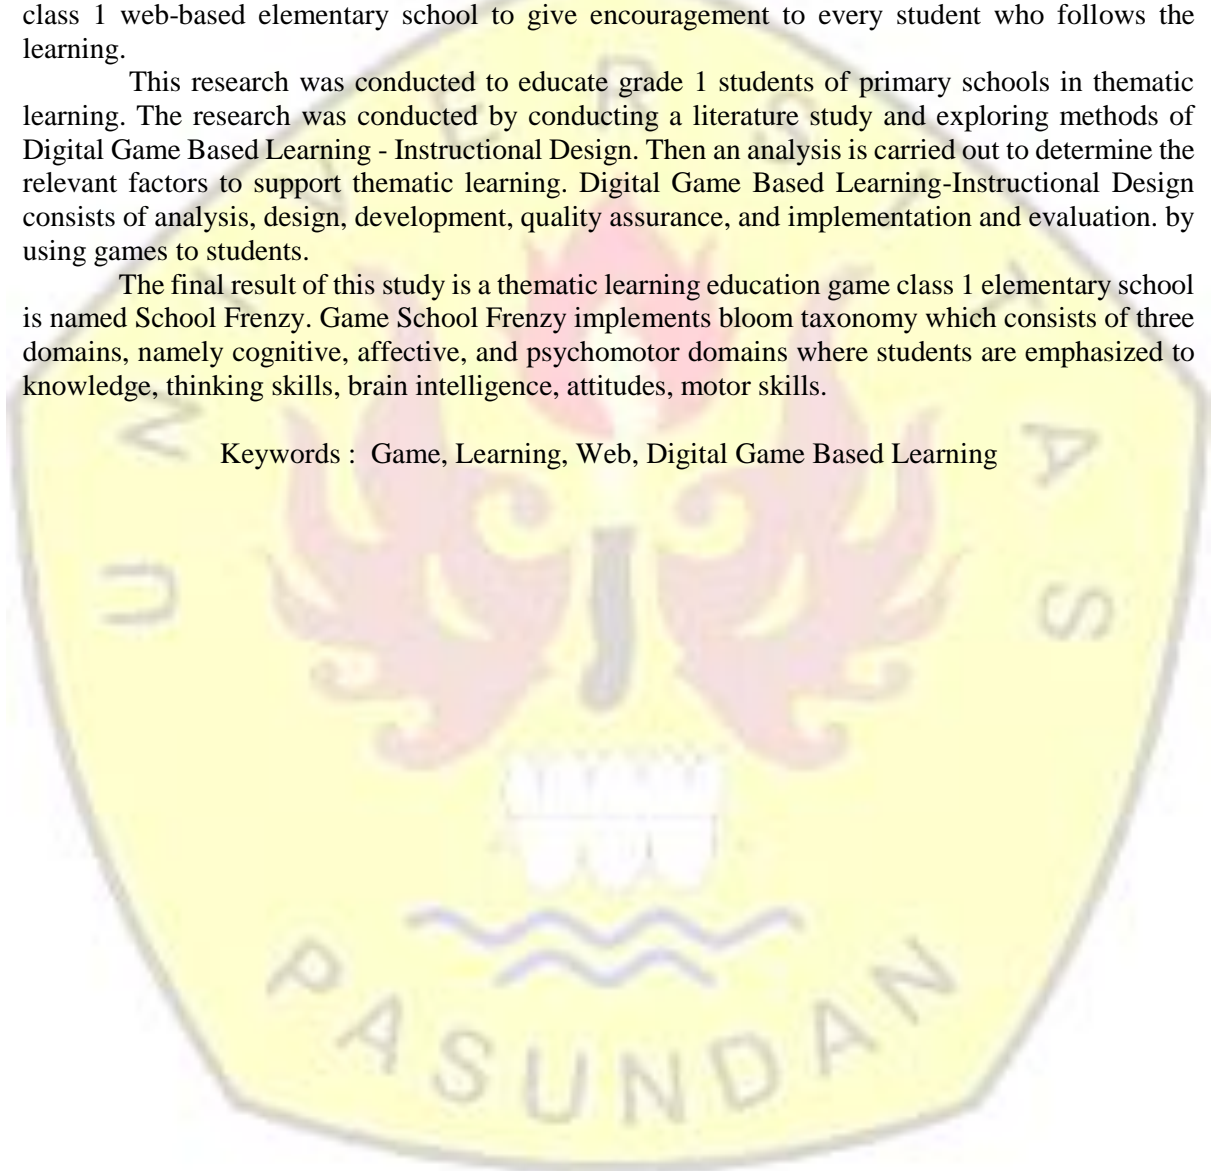 class 1 web-based elementary school to give encouragement to every student who follows the
learning.
This research was conducted to educate grade 1 students of primary schools in thematic
learning. The research was conducted by conducting a literature study and exploring methods of
Digital Game Based Learning - Instructional Design. Then an analysis is carried out to determine the
relevant factors to support thematic learning. Digital Game Based Learning-Instructional Design
consists of analysis, design, development, quality assurance, and implementation and evaluation. by
using games to students.
The final result of this study is a thematic learning education game class 1 elementary school
is named School Frenzy. Game School Frenzy implements bloom taxonomy which consists of three
domains, namely cognitive, affective, and psychomotor domains where students are emphasized to
knowledge, thinking skills, brain intelligence, attitudes, motor skills.
Keywords : Game, Learning, Web, Digital Game Based Learning
UNIVERSITAS
PASUNDAN